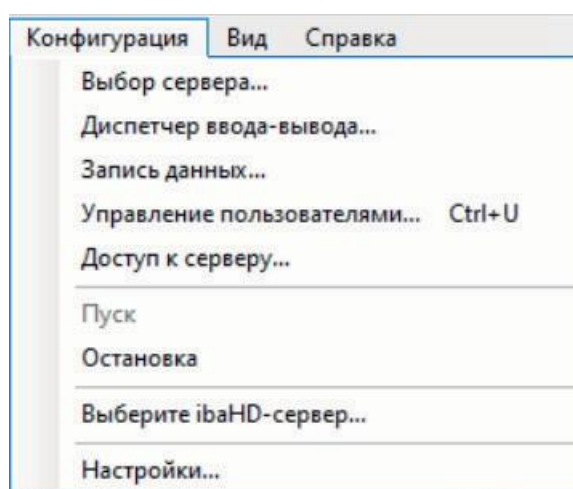 Конфигурация Вид Справка
Выбор сервера...
Диспетчер ввода-вывода...
Запись данных...
Управление пользователями... Ctrl+U
Доступ к серверу...
Пуск
Остановка
Выберите ibaHD-сервер...
Настройки...